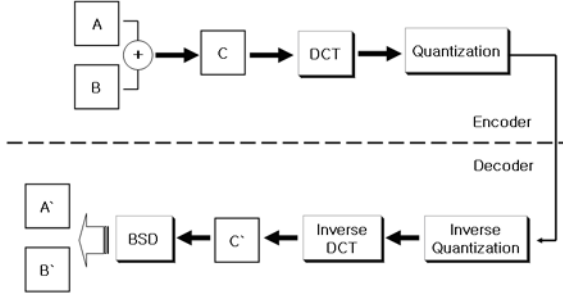 A
+
C
DCT
Quantization
B
Encoder
Decoder
A`
BSD
C`
Inverse
DCT
Inverse
Quantization
B`